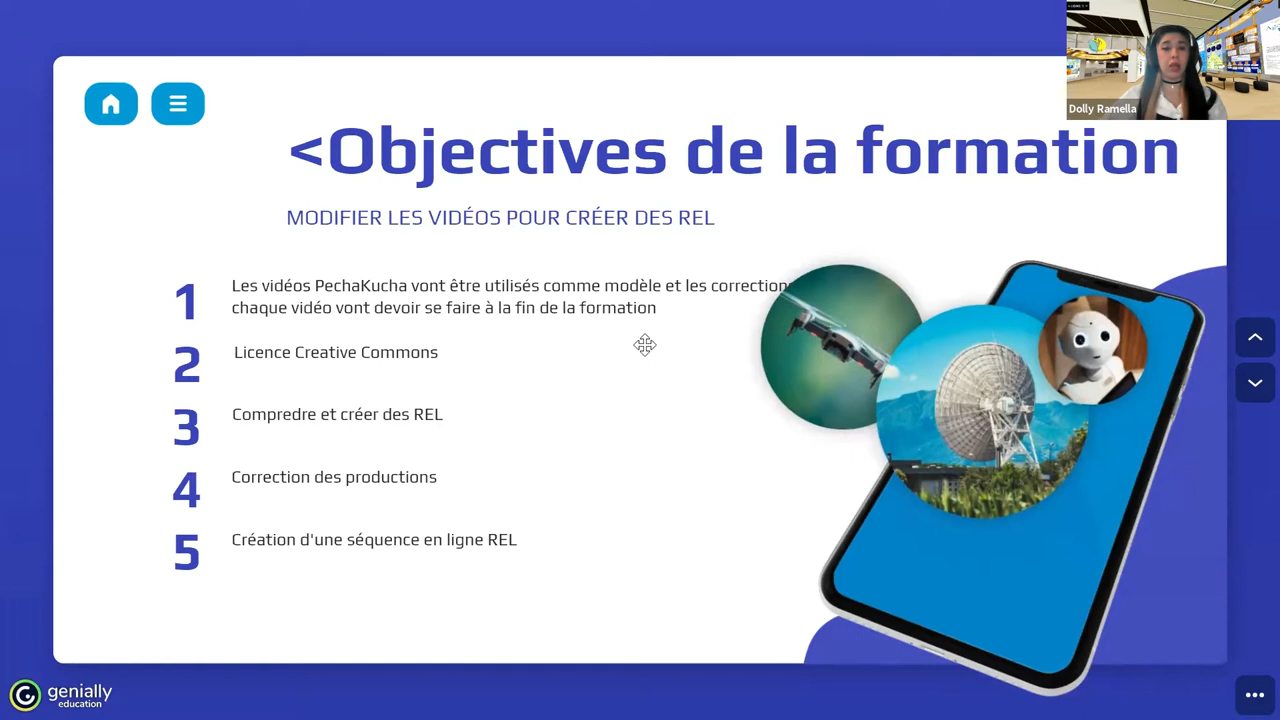 Dolly Ramella
<Objectives de la formation
MODIFIER LES VIDÉOS POUR CRÉER DES REL
1 Les vidéos PechaKucha vont être utilisés comme modèle et les correction
chaque vidéo vont devoir se faire à la fin de la formation
2 Licence Creative Commons
3 Compredre et créer des REL
4 Correction des productions
5 Création d'une séquence en ligne REL
genially
education